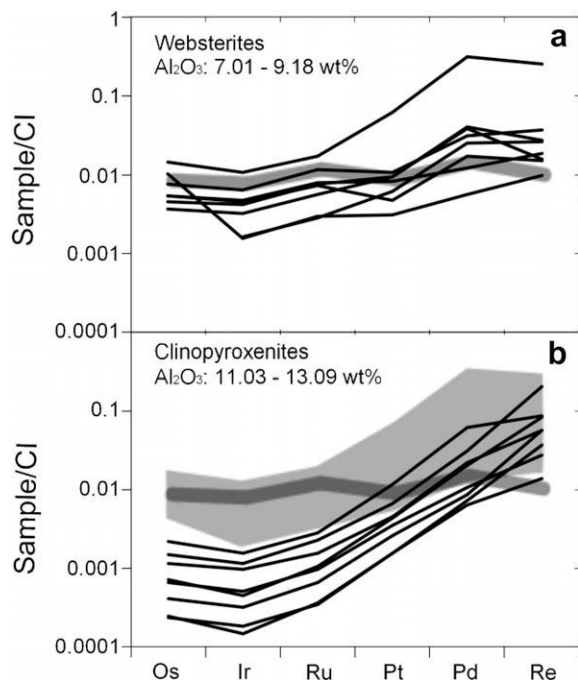 1
a
Websterites
Al₂O₃: 7.01 - 9.18 wt%
0.1
0.01
0.001
0.0001
Sample/CI
b
Clinopyroxenites
Al₂O₃: 11.03 - 13.09 wt%
0.1
0.01
0.001
0.0001
Sample/CI
Os Ir Ru Pt Pd Re